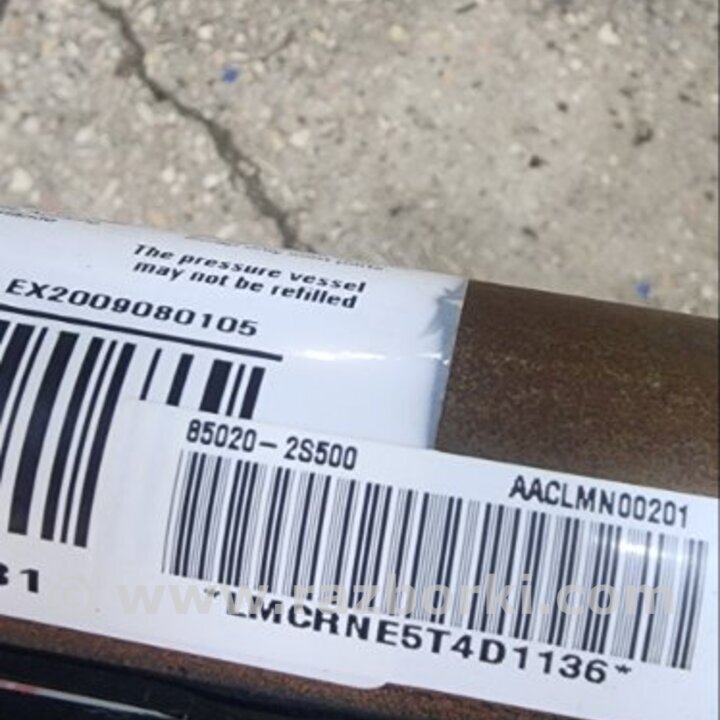 The pressure vessel
may not be refilled
EX2009080105
85020-2S500
AACLMN00201
31
© www.razborki.com
*LMCRNE5T4D1136*